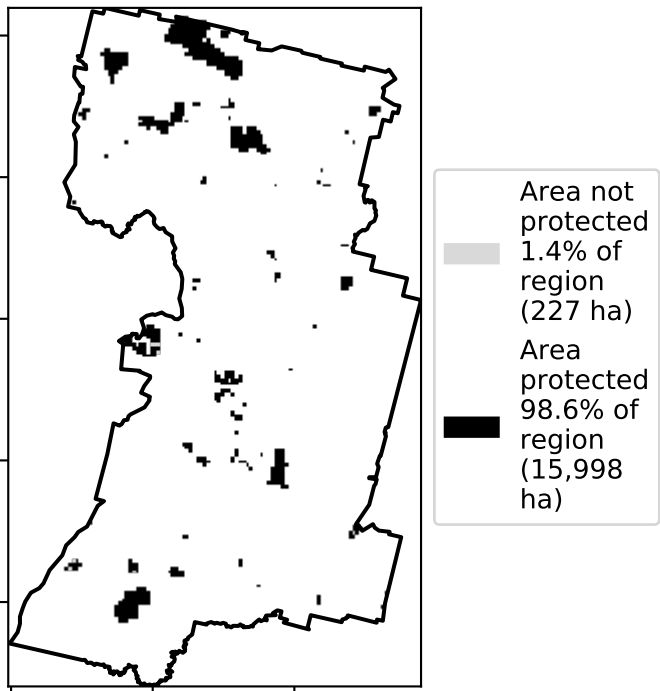 Area not
protected
1.4% of
region
(227 ha)
Area
protected
98.6% of
region
(15,998
ha)